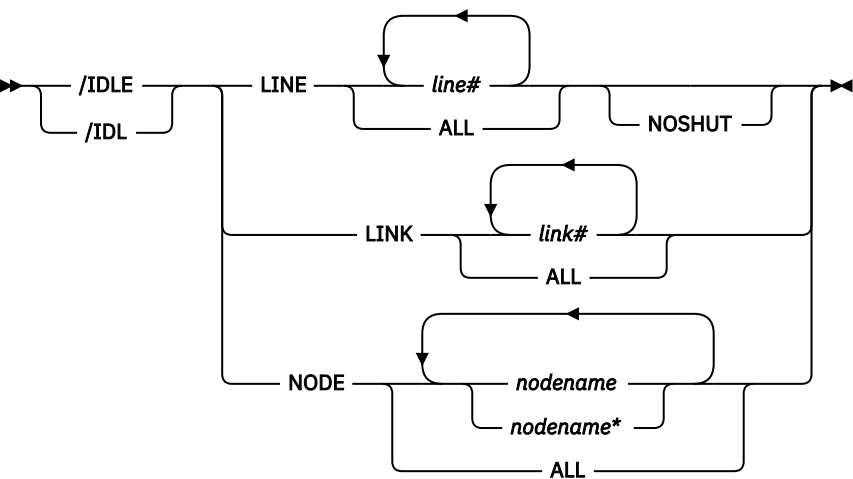 /IDLE LINE line#
/IDL ALL NOSHUT
LINK link#
ALL
NODE nodename
nodename*
ALL